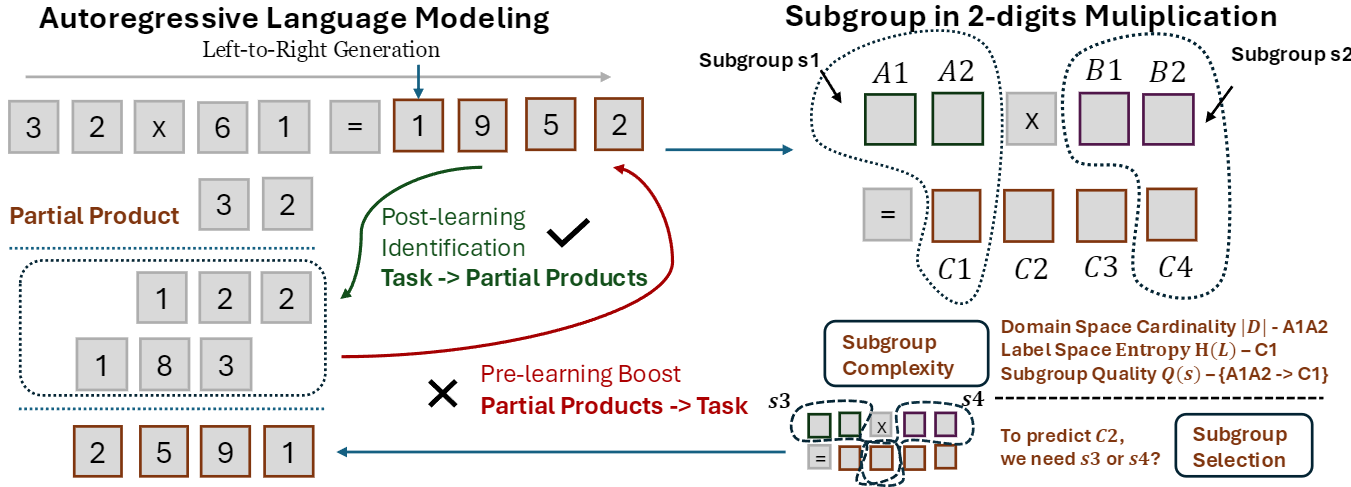 Autoregressive Language Modeling
Left-to-Right Generation
3 2 x 6 1 = 1 9 5 2
3 2
Partial Product
1 2 2
1 8 3
2 5 9 1
Post-learning
Identification
Task -> Partial Products
Pre-learning Boost
Partial Products -> Task
Subgroup in 2-digits Muliplication
Subgroup s1
Subgroup s2
A1 A2 B1 B2
x
=
C1 C2 C3 C4
Subgroup
Complexity
Domain Space Cardinality |D| - A1A2
Label Space Entropy H(L) – C1
Subgroup Quality Q(s) – {A1A2 -> C1}
s3 s4
x
=
To predict C2,
we need s3 or s4?
Subgroup
Selection